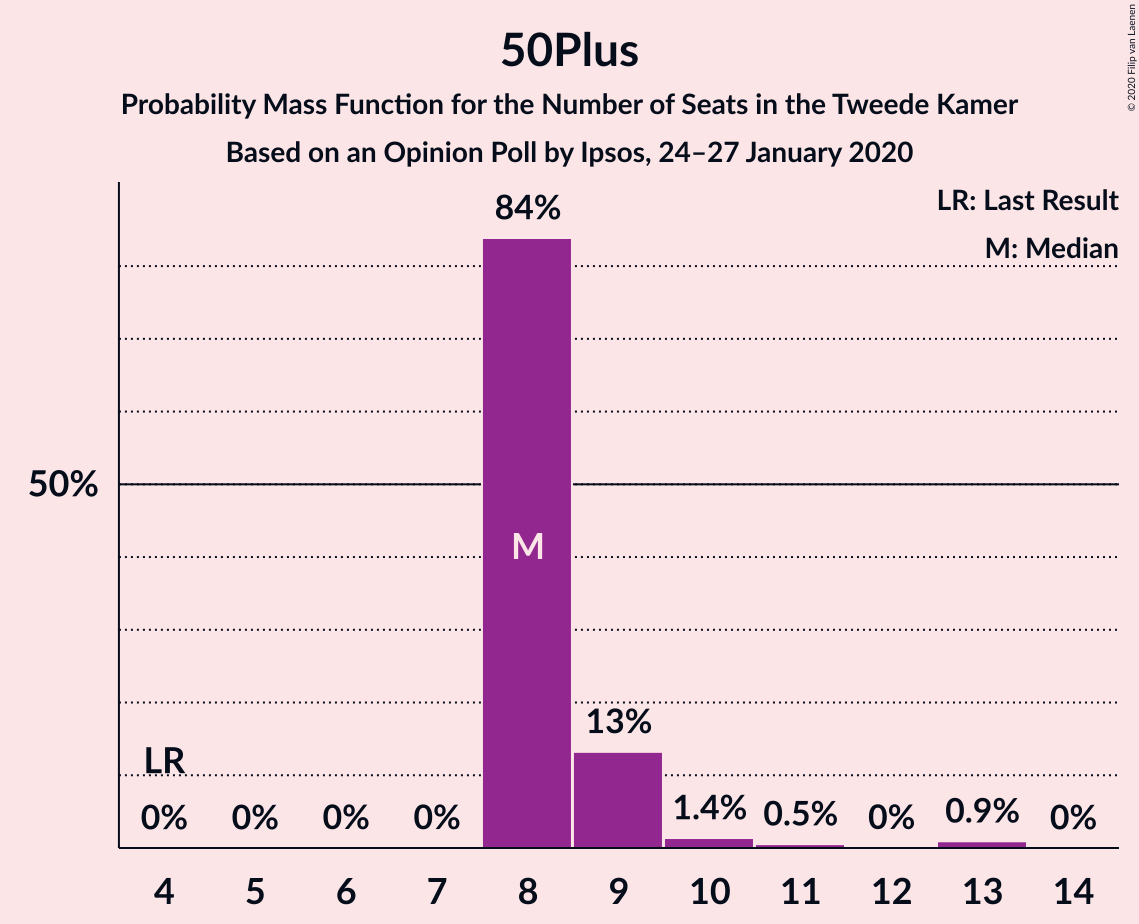 50Plus
Probability Mass Function for the Number of Seats in the Tweede Kamer
Based on an Opinion Poll by Ipsos, 24–27 January 2020
© 2020 Filip van Laenen
LR: Last Result
M: Median
84%
50%
M
13%
LR
0% 0% 0% 0% 1.4% 0.5% 0% 0.9% 0%
4 5 6 7 8 9 10 11 12 13 14